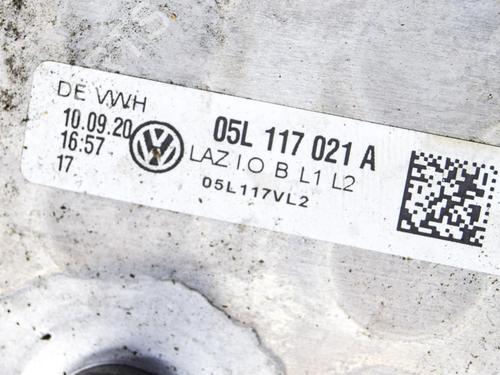 DE VWH
10.09.20
16:57
17
05L 117 021 A
LAZ I.O B L1 L2
05L117VL2